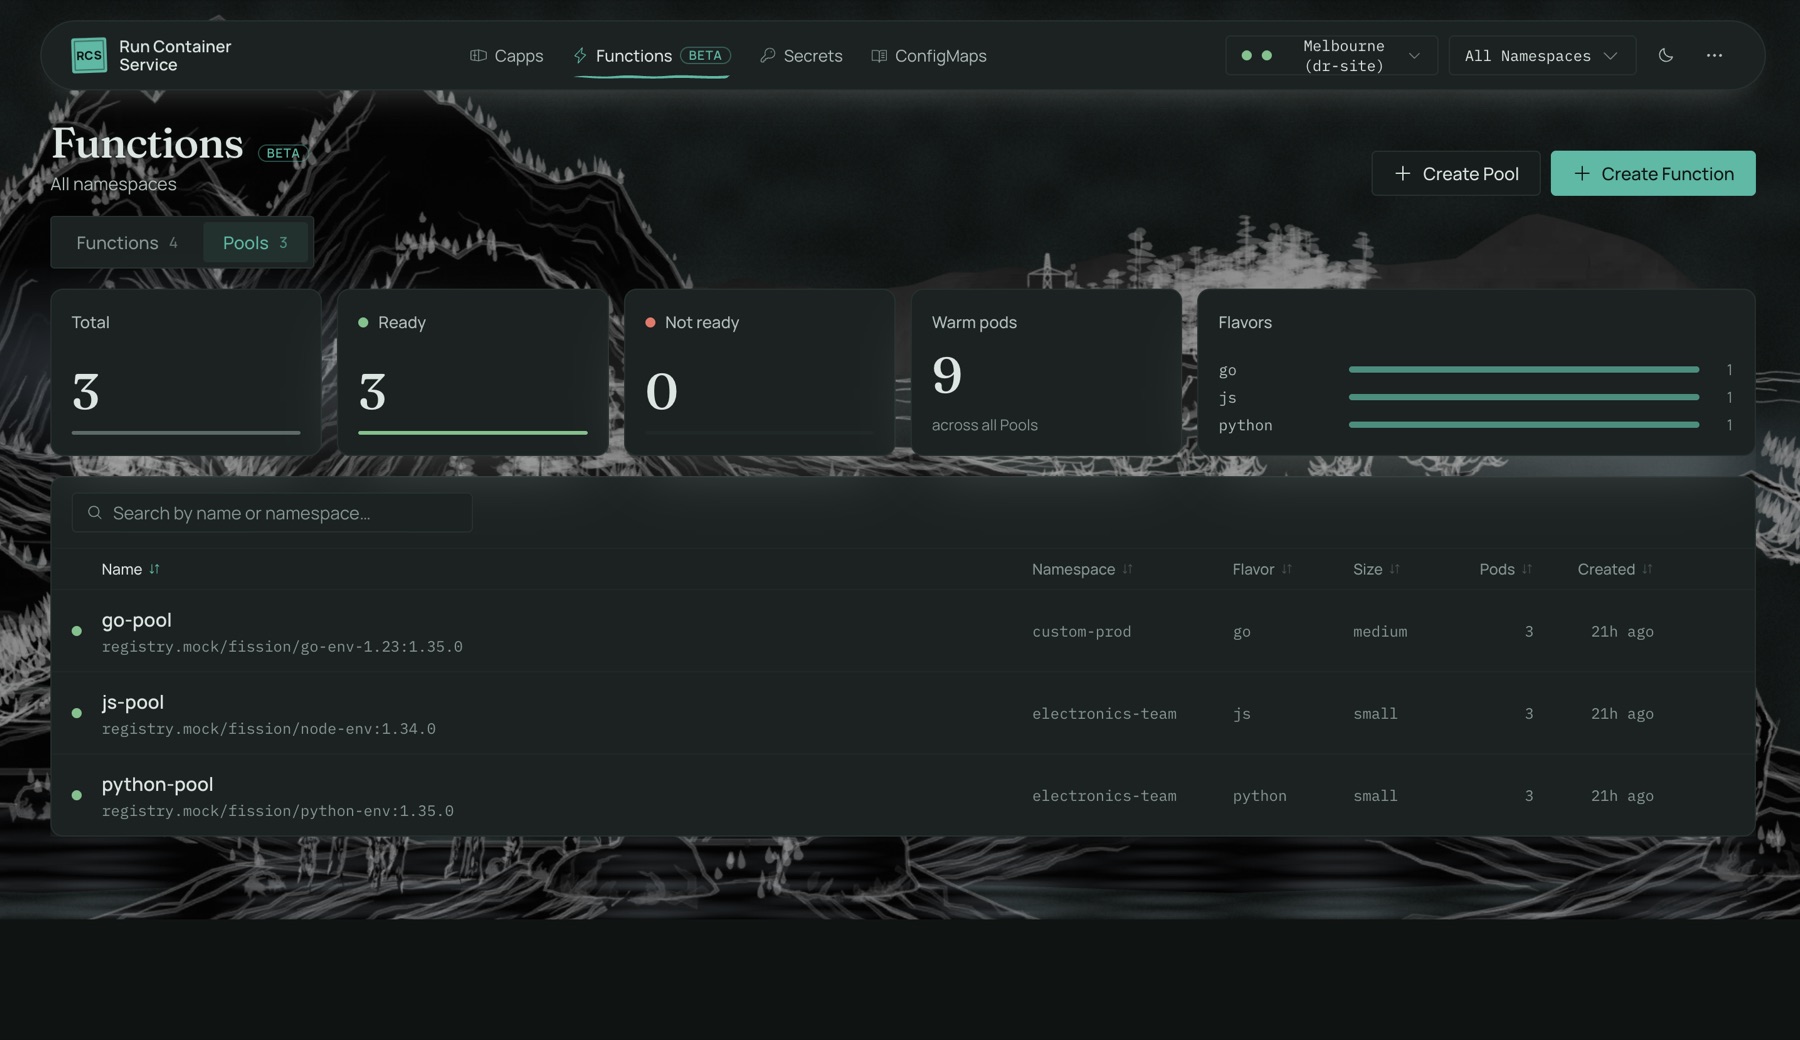 RCS
Run Container
Service
Capps
Functions BETA
Secrets
ConfigMaps
Melbourne
(dr-site)
All Namespaces
Functions BETA
All namespaces
Create Pool
Create Function
Functions 4
Pools 3
Total
3
Ready
3
Not ready
0
Warm pods
9
across all Pools
Flavors
go 1
js 1
python 1
Search by name or namespace...
Name Namespace Flavor Size Pods Created
go-pool
registry.mock/fission/go-env-1.23:1.35.0
custom-prod go medium 3 21h ago
js-pool
registry.mock/fission/node-env:1.34.0
electronics-team js small 3 21h ago
python-pool
registry.mock/fission/python-env:1.35.0
electronics-team python small 3 21h ago